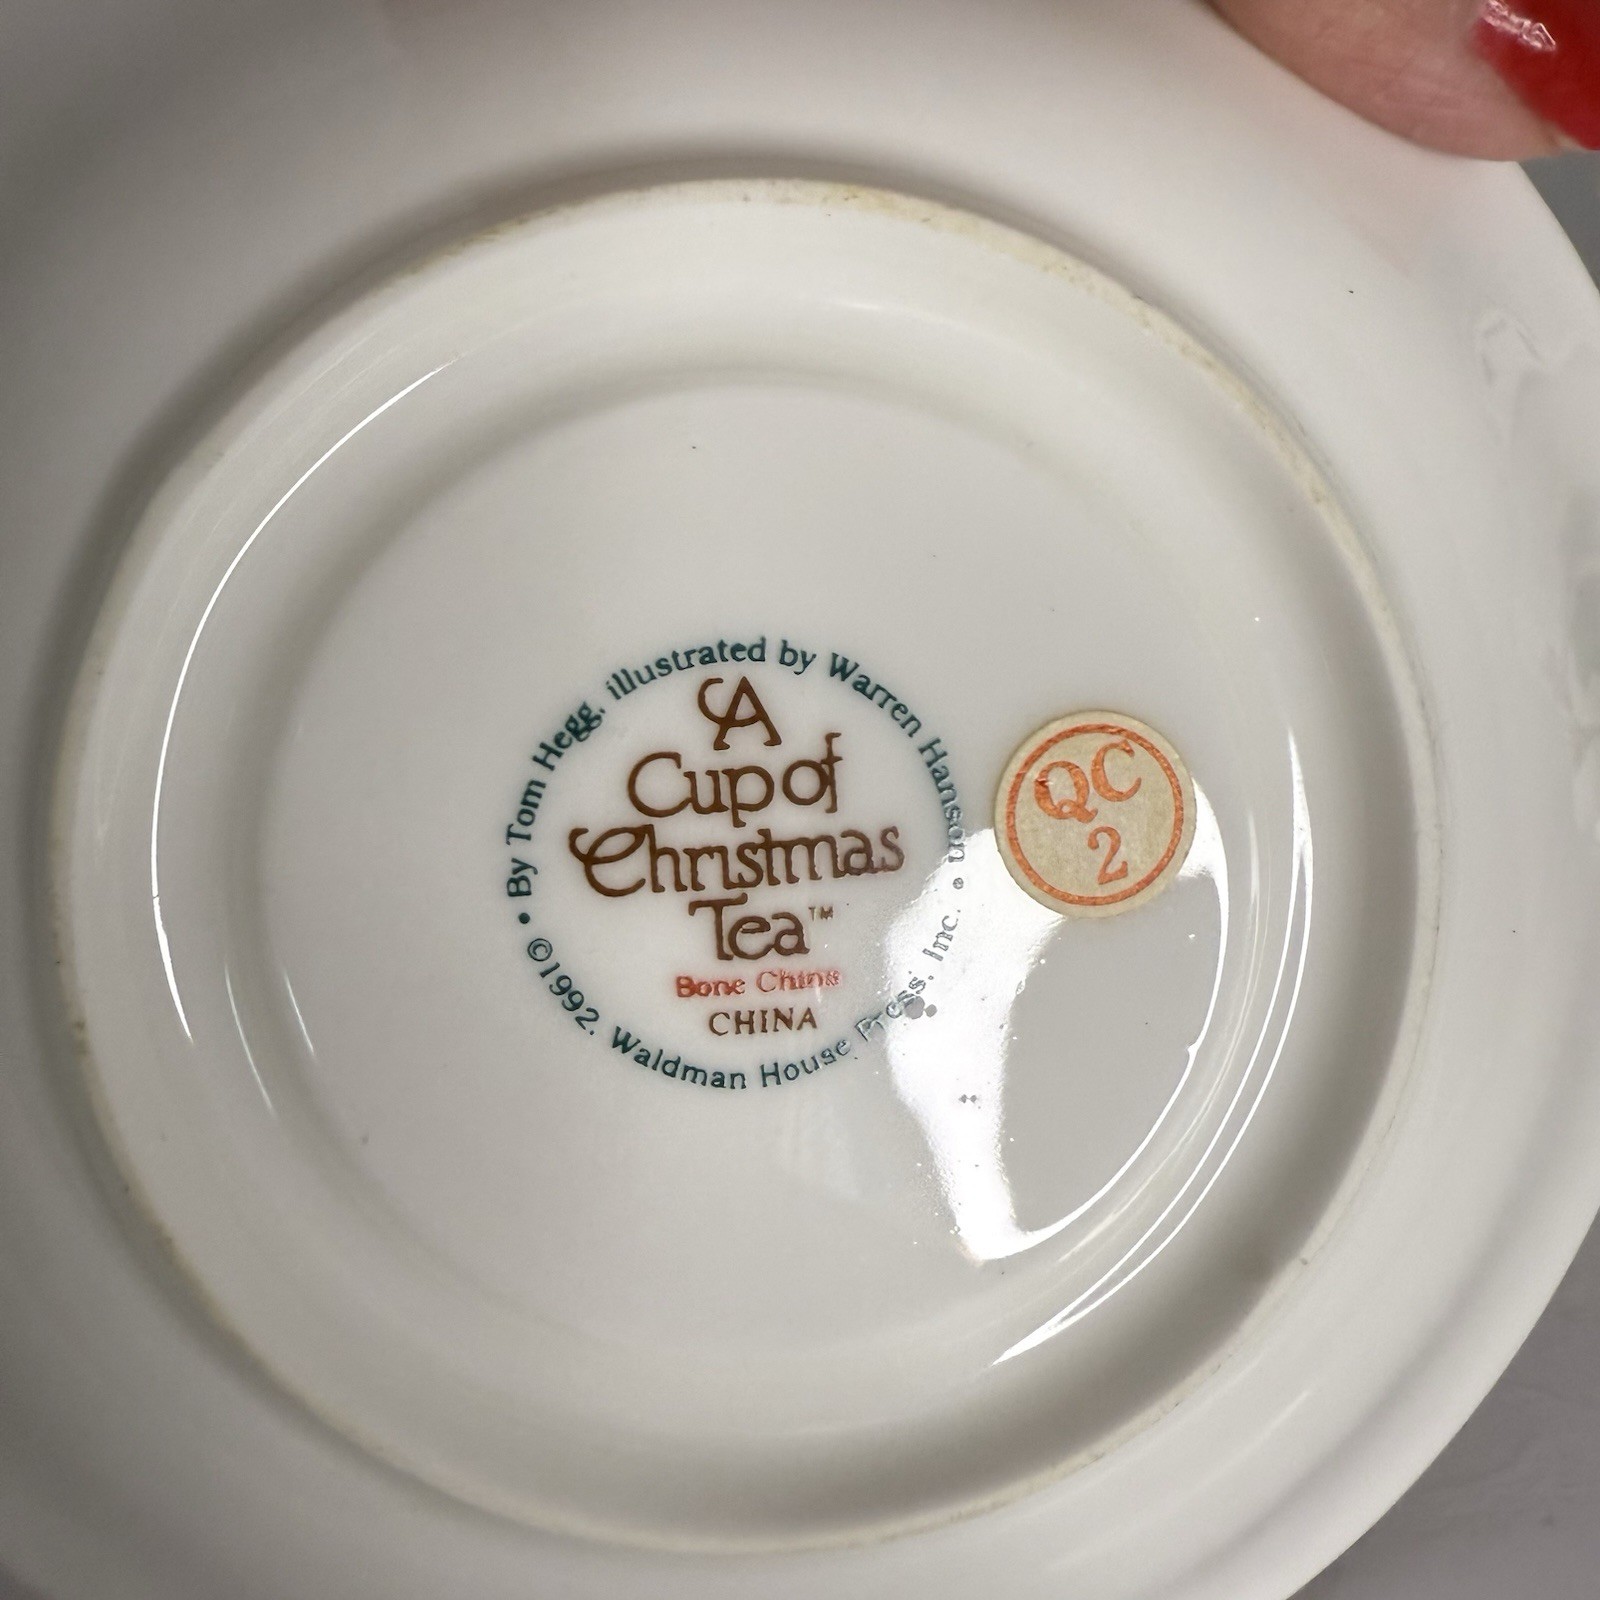 • By Tom Hegg, illustrated by Warren Hanson •
A
Cup of
Christmas
Tea™
Bone China
CHINA
©1992. Waldman House Press. Inc.
QC
2